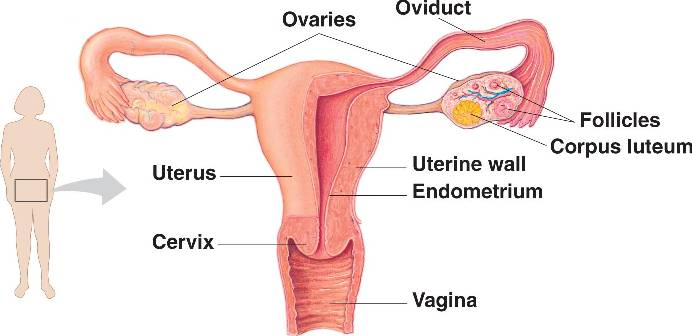 Ovaries
Oviduct
Follicles
Corpus luteum
Uterus
Uterine wall
Endometrium
Cervix
Vagina